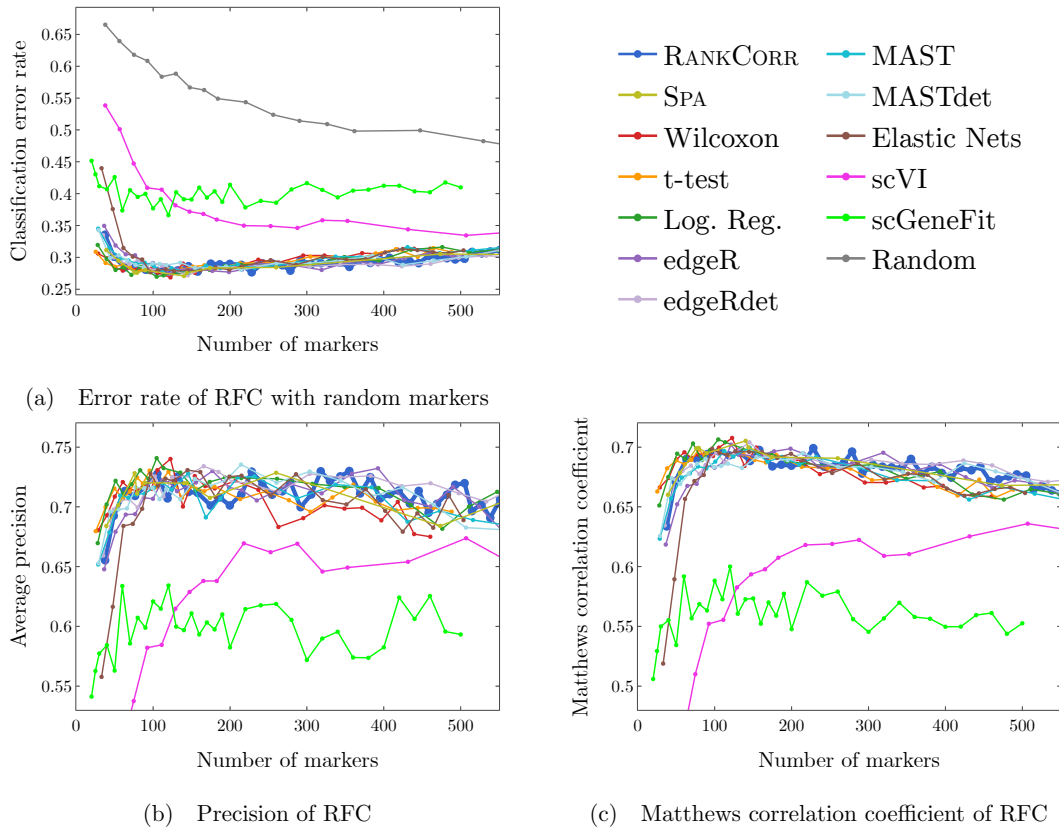 0.65
0.6
0.55
0.5
0.45
0.4
0.35
0.3
0.25
Classification error rate
0 100 200 300 400 500
Number of markers
(a) Error rate of RFC with random markers
RANKCORR
SPA
Wilcoxon
t-test
Log. Reg.
edgeR
edgeRdet
MAST
MASTdet
Elastic Nets
scVI
scGeneFit
Random
0.75
0.7
0.65
0.6
0.55
Average precision
0 100 200 300 400 500
Number of markers
(b) Precision of RFC
0.7
0.65
0.6
0.55
0.5
Matthews correlation coefficient
0 100 200 300 400 500
Number of markers
(c) Matthews correlation coefficient of RFC